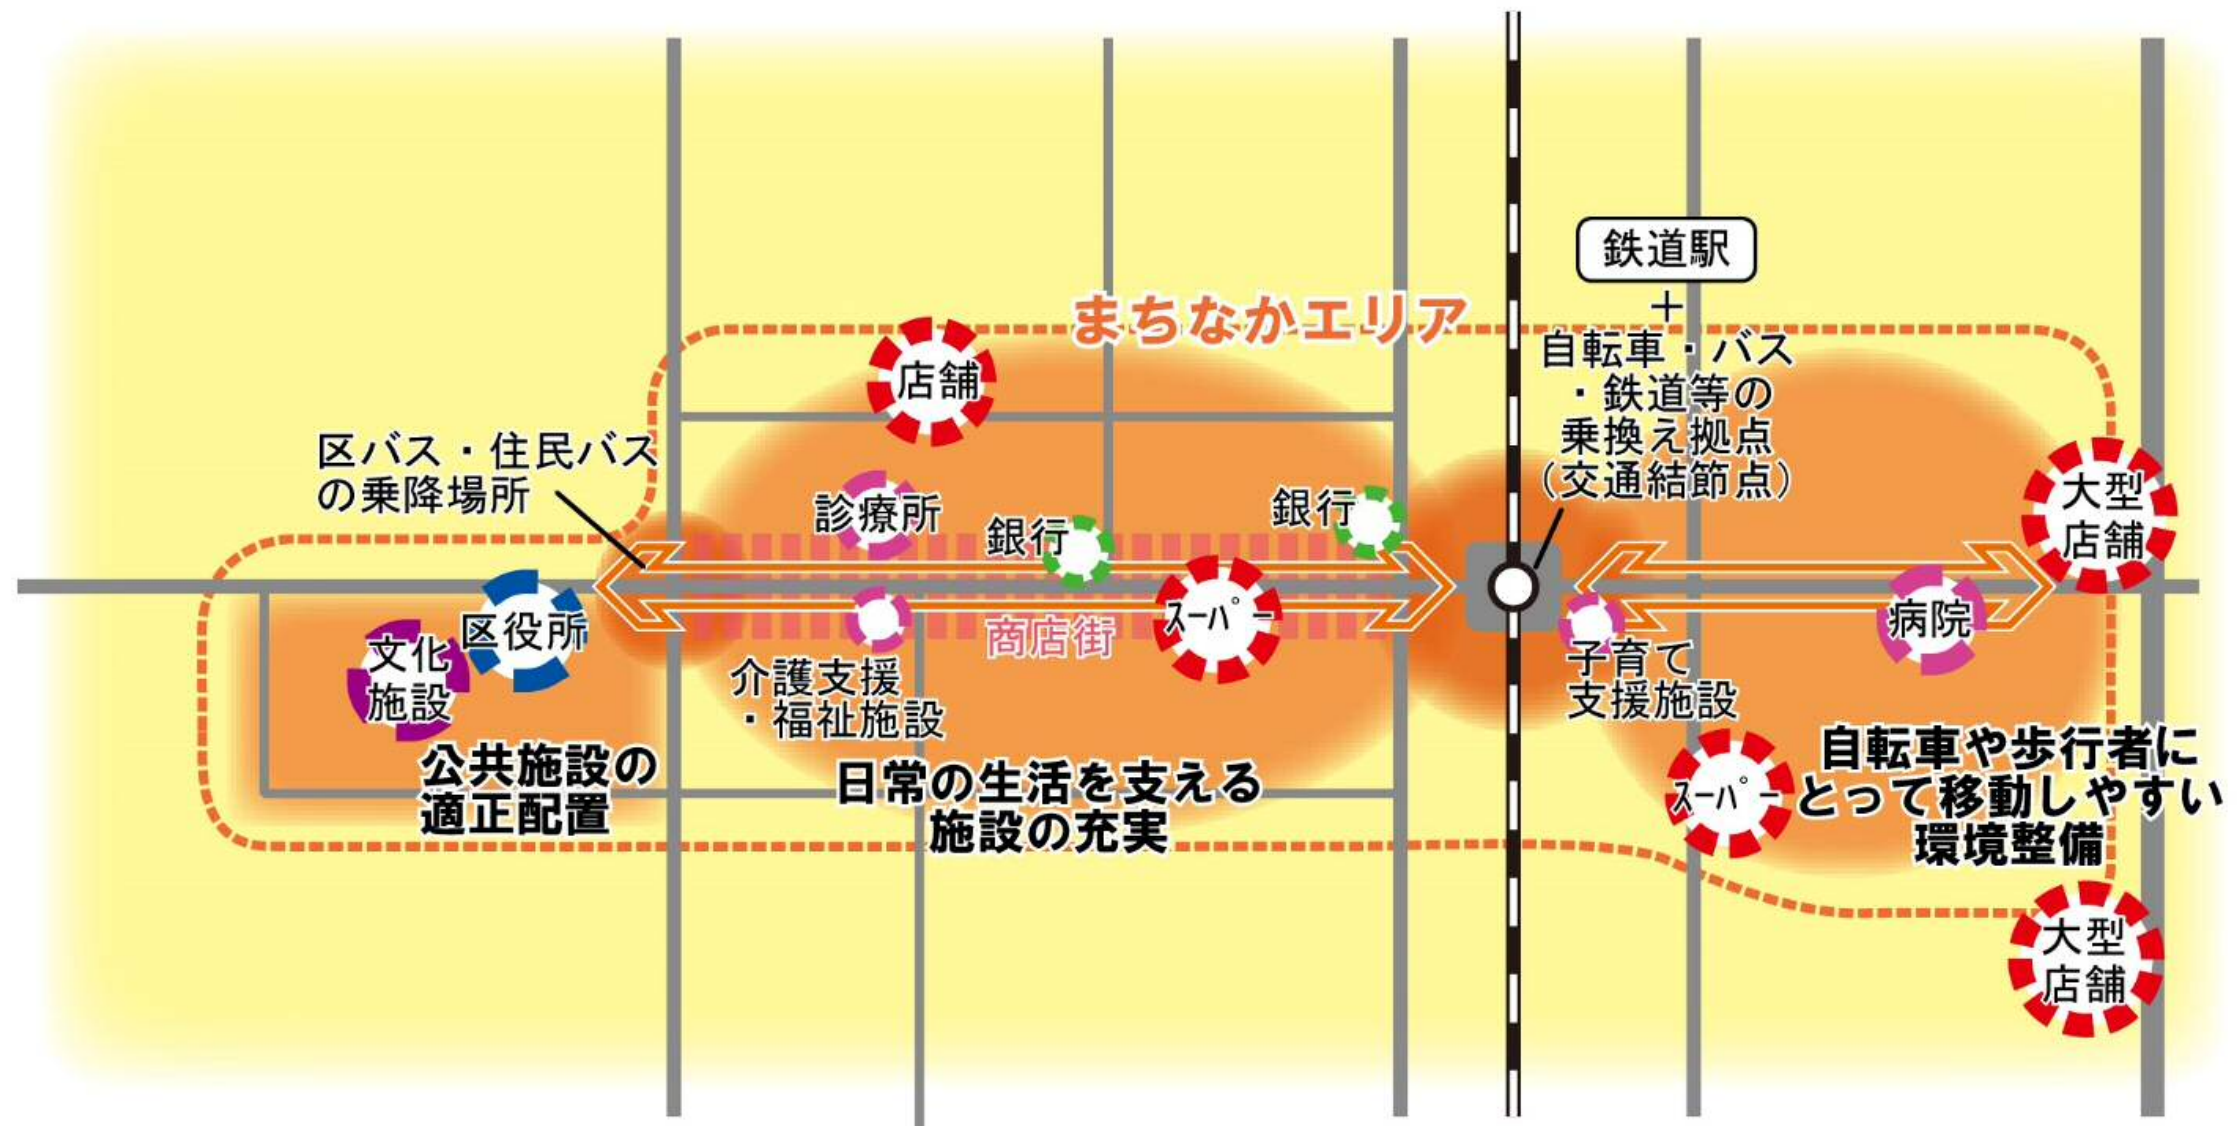 鉄道駅
＋
自転車・バス
・鉄道等の
乗換え拠点
（交通結節点）
まちなかエリア
店舗
区バス・住民バス
の乗降場所
診療所
銀行
銀行
大型
店舗
区役所
文化
施設
ｽｰﾊﾟｰ
商店街
病院
介護支援
・福祉施設
子育て
支援施設
公共施設の
適正配置
日常の生活を支える
施設の充実
ｽｰﾊﾟｰ
自転車や歩行者に
とって移動しやすい
環境整備
大型
店舗